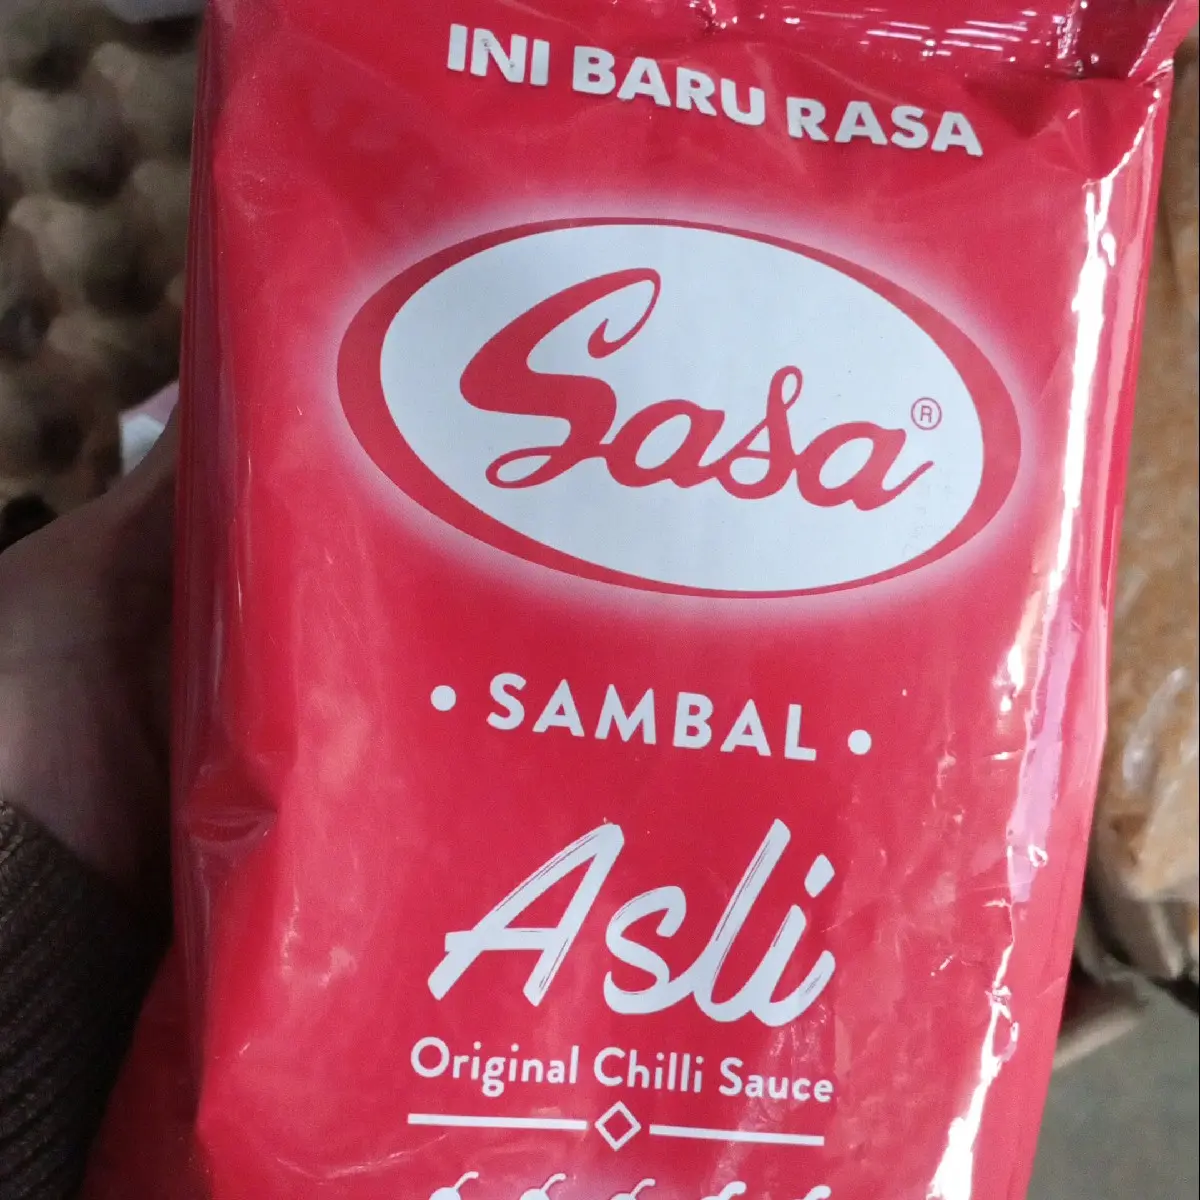 INI BARU RASA
Sasa®
• SAMBAL •
Asli
Original Chilli Sauce